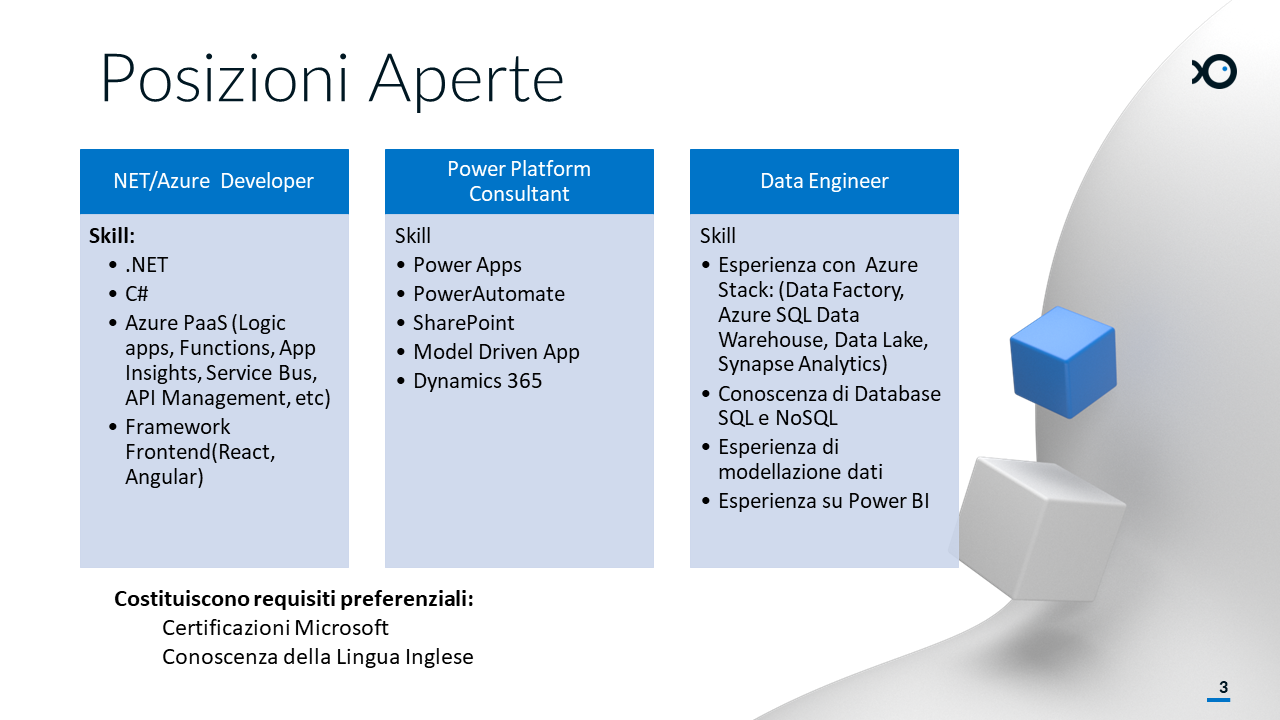 Posizioni Aperte
NET/Azure  Developer
Skill:
• .NET
• C#
• Azure PaaS (Logic
apps, Functions, App
Insights, Service Bus,
API Management, etc)
• Framework
Frontend(React,
Angular)
Power Platform
Consultant
Skill
• Power Apps
• PowerAutomate
• SharePoint
• Model Driven App
• Dynamics 365
Data Engineer
Skill
• Esperienza con  Azure
Stack: (Data Factory,
Azure SQL Data
Warehouse, Data Lake,
Synapse Analytics)
• Conoscenza di Database
SQL e NoSQL
• Esperienza di
modellazione dati
• Esperienza su Power BI
Costituiscono requisiti preferenziali:
Certificazioni Microsoft
Conoscenza della Lingua Inglese
3